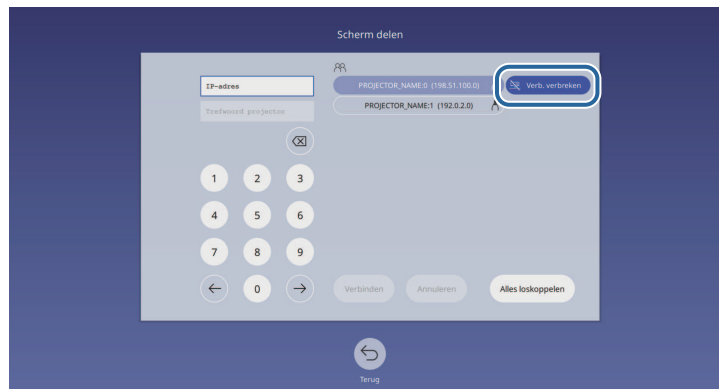 Scherm delen
IP-adres
Trefwoord projector
PROJECTOR_NAME:0 (198.51.100.0)
Verb. verbreken
PROJECTOR_NAME:1 (192.0.2.0)
1 2 3
4 5 6
7 8 9
0
Verbinden Annuleren Alles loskoppelen
Terug